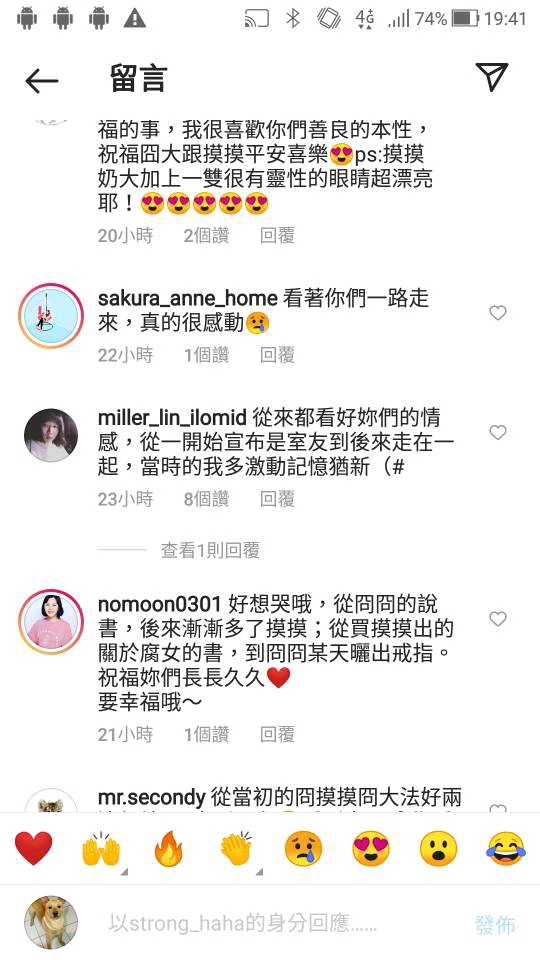 4G 74% 19:41
留言
福的事，我很喜歡你們善良的本性，
祝福囧大跟摸摸平安喜樂😍ps:摸摸
奶大加上一雙很有靈性的眼睛超漂亮
耶！😍😍😍😍😍
20小時 2個讚 回覆
sakura_anne_home 看著你們一路走
來，真的很感動😢
22小時 1個讚 回覆
miller_lin_ilomid 從來都看好妳們的情
感，從一開始宣布是室友到後來走在一
起，當時的我多激動記憶猶新（#
23小時 8個讚 回覆
查看1則回覆
nomoon0301 好想哭哦，從冏冏的說
書，後來漸漸多了摸摸；從買摸摸出的
關於腐女的書，到冏冏某天曬出戒指。
祝福妳們長長久久❤️
要幸福哦～
21小時 1個讚 回覆
mr.secondy 從當初的冏摸摸冏大法好兩
以strong_haha的身分回應......
發佈